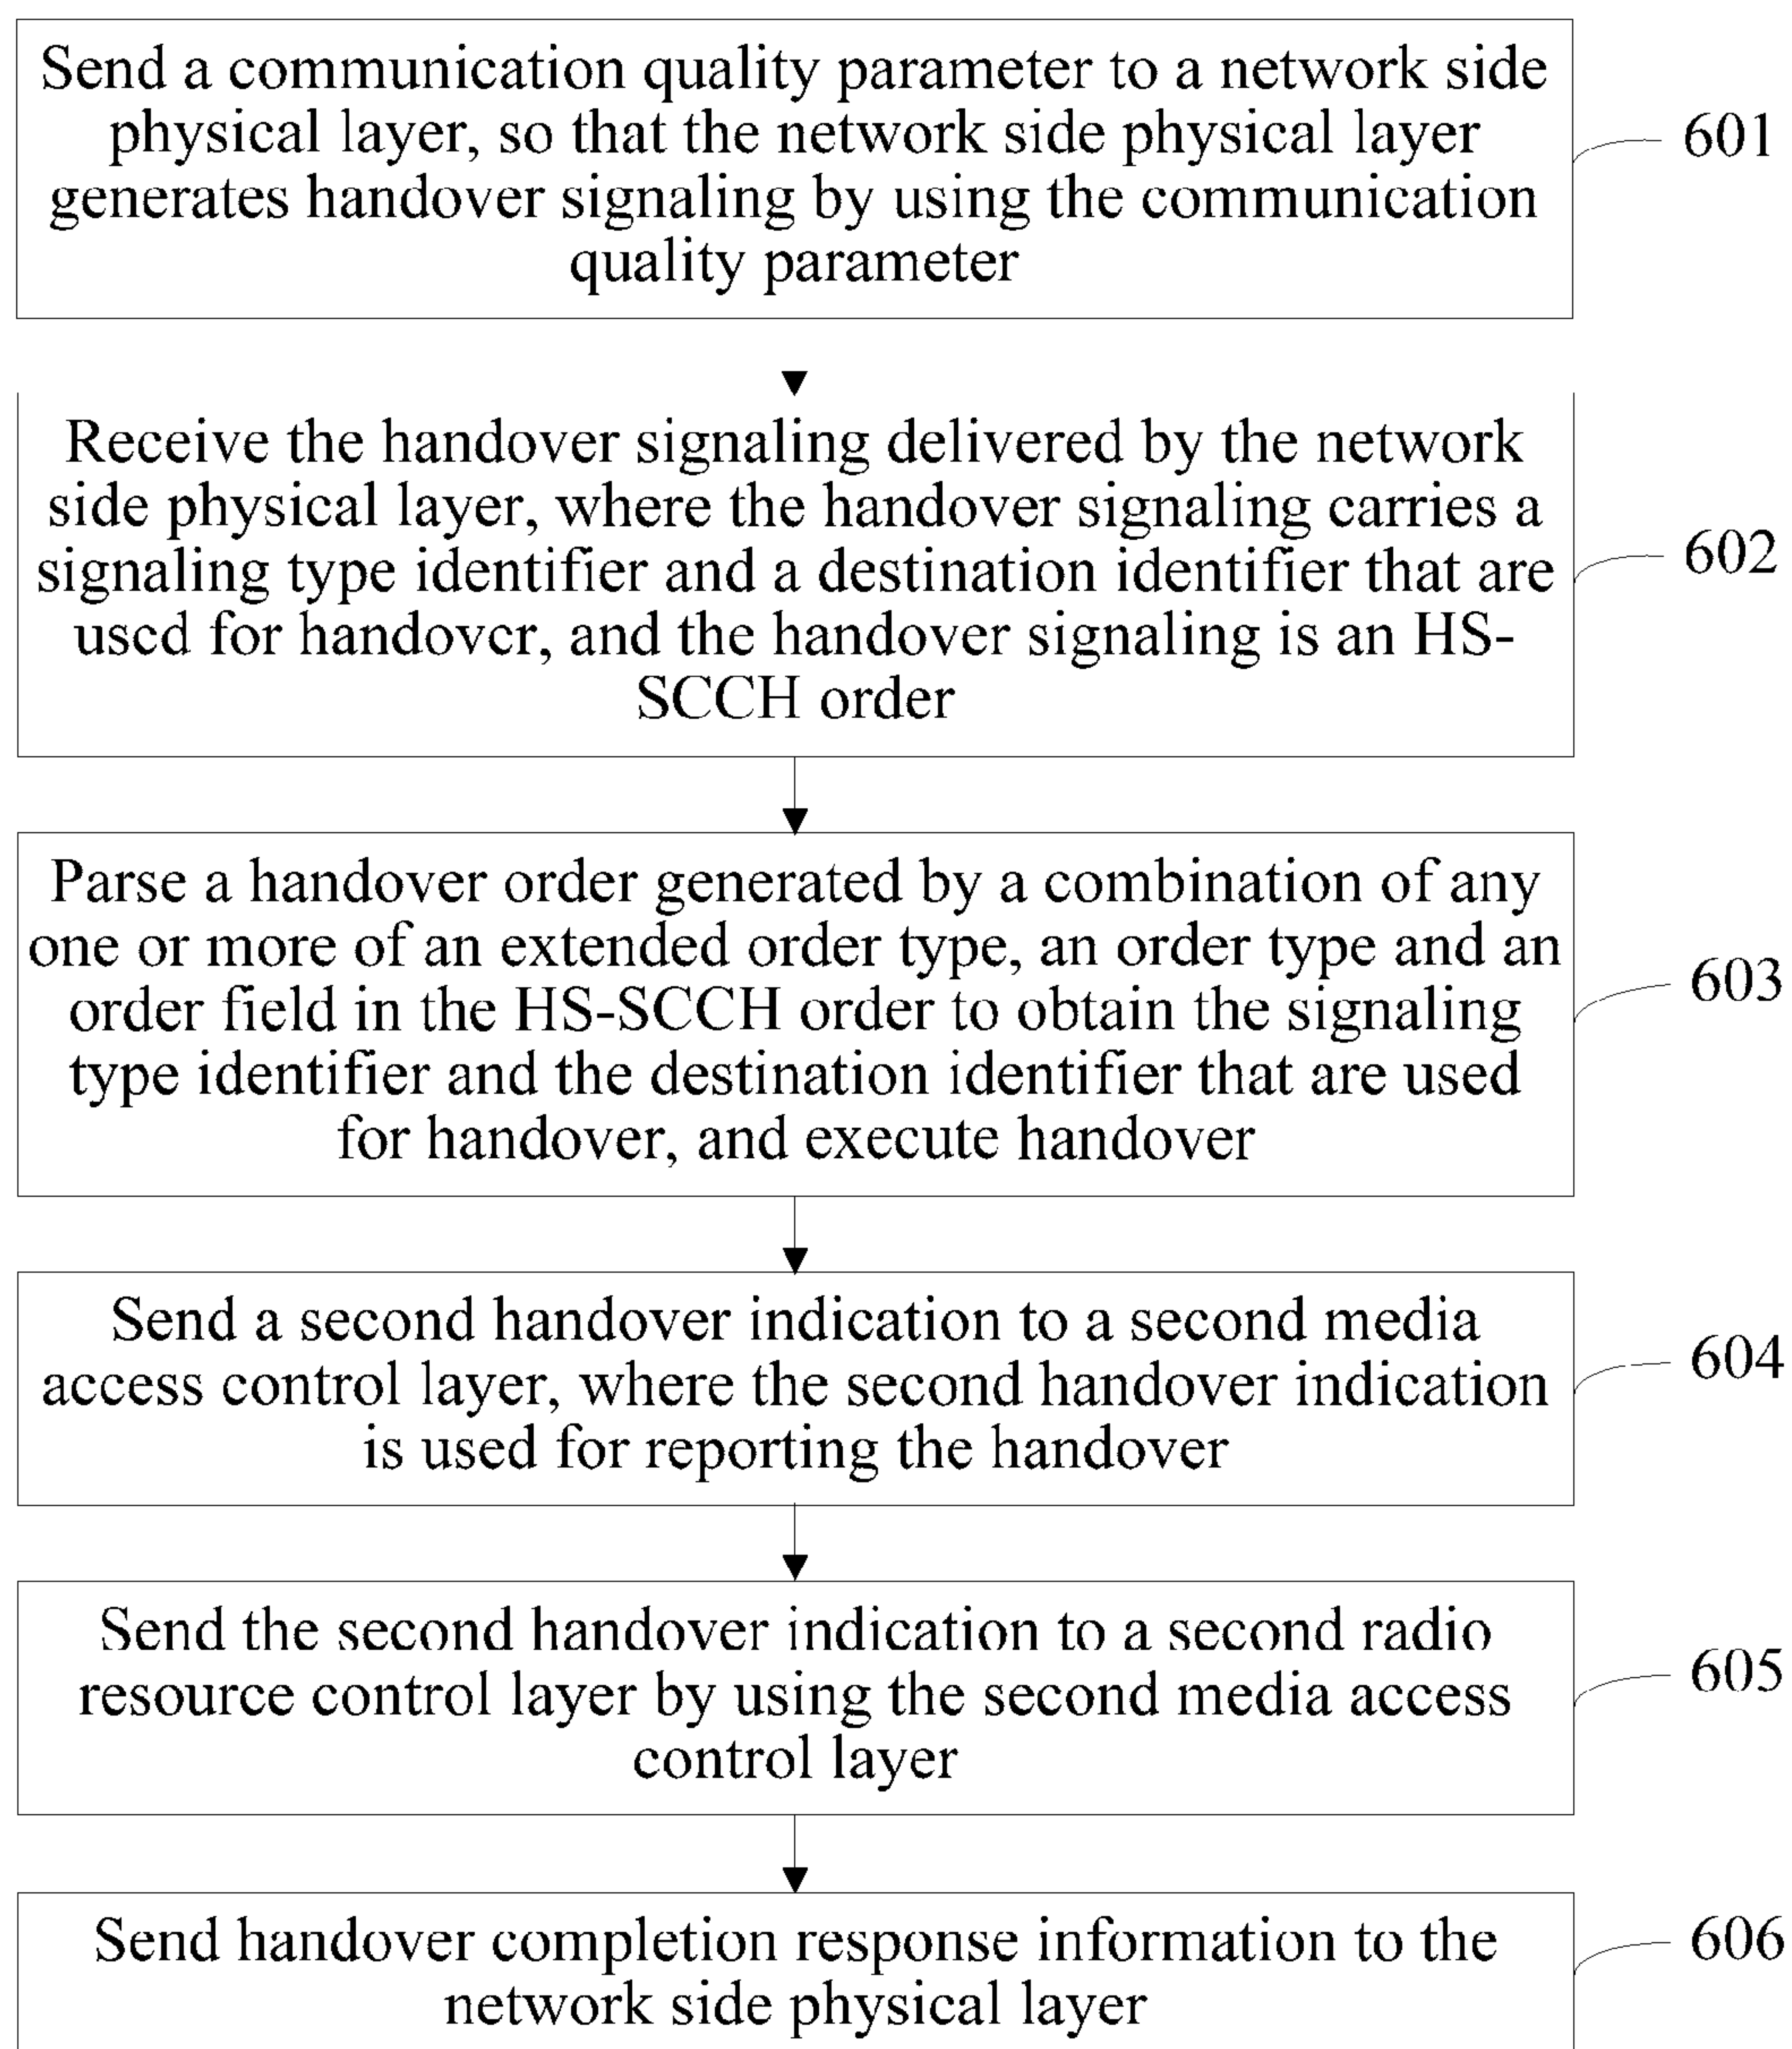 Send a communication quality parameter to a network side
physical layer, so that the network side physical layer
generates handover signaling by using the communication
quality parameter
601
Receive the handover signaling delivered by the network
side physical layer, where the handover signaling carries a
signaling type identifier and a destination identifier that are
used for handover, and the handover signaling is an HS-
SCCH order
602
Parse a handover order generated by a combination of any
one or more of an extended order type, an order type and an
order field in the HS-SCCH order to obtain the signaling
type identifier and the destination identifier that are used
for handover, and execute handover
603
Send a second handover indication to a second media
access control layer, where the second handover indication
is used for reporting the handover
604
Send the second handover indication to a second radio
resource control layer by using the second media access
control layer
605
Send handover completion response information to the
network side physical layer
606